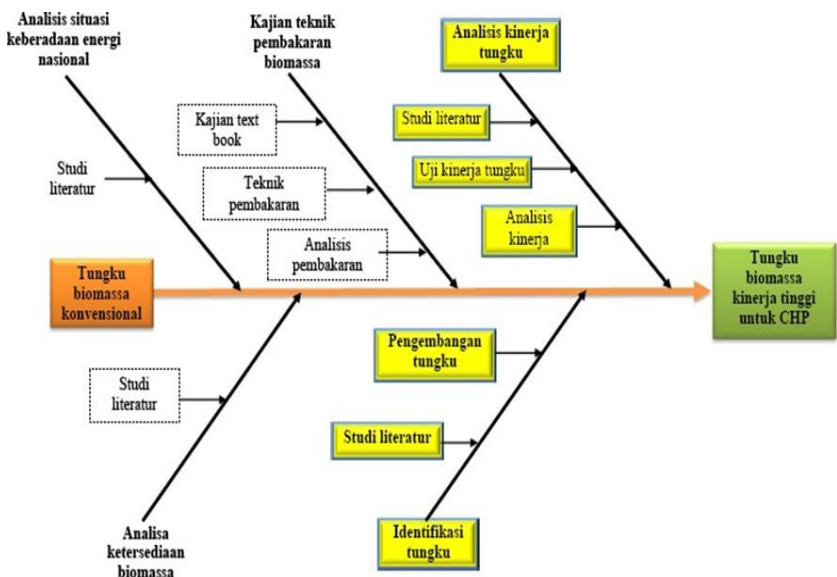 Analisis situasi
keberadaan energi
nasional
Kajian teknik
pembakaran
biomassa
Analisis kinerja
tungku
Kajian text
book
Studi literatur
Studi
literatur
Teknik
pembakaran
Uji kinerja tungku
Analisis
pembakaran
Analisis
kinerja
Tungku
biomassa
konvensional
Tungku
biomassa
kinerja tinggi
untuk CHP
Studi
literatur
Pengembangan
tungku
Studi literatur
Analisa
ketersediaan
biomassa
Identifikasi
tungku